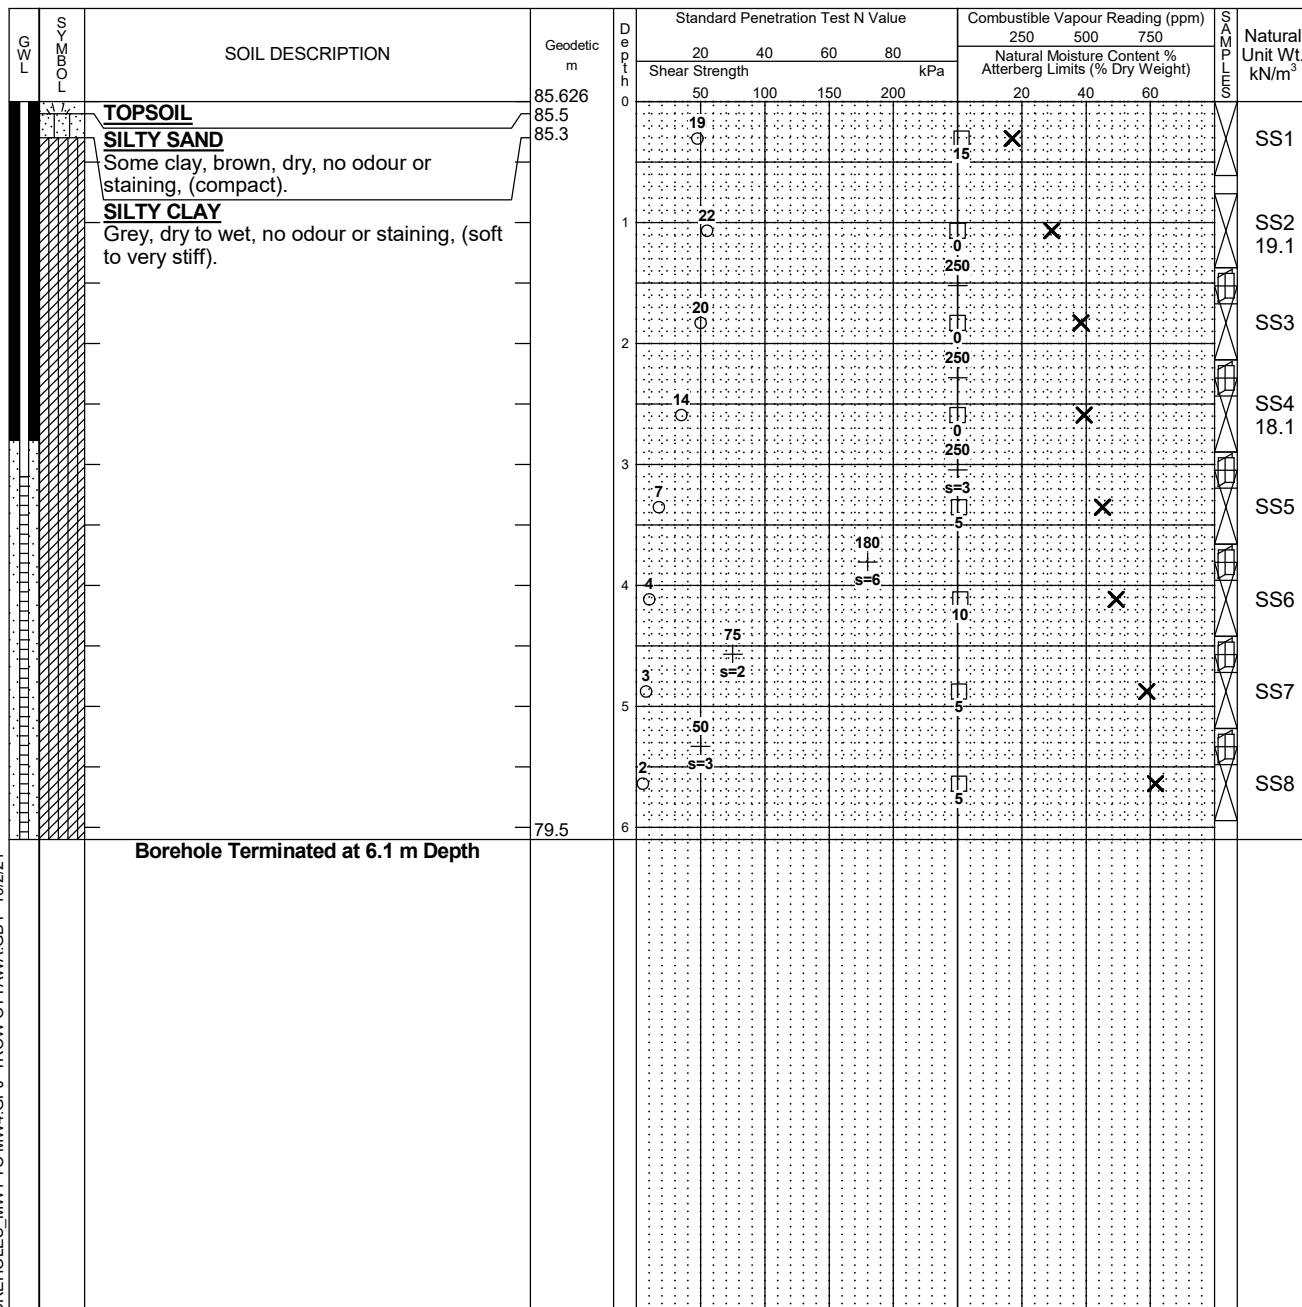 GWL
SYMBOL
SOIL DESCRIPTION
Geodetic
m
Depth
Standard Penetration Test N Value
20 40 60 80
Shear Strength kPa
50 100 150 200
Combustible Vapour Reading (ppm)
250 500 750
Natural Moisture Content %
Atterberg Limits (% Dry Weight)
20 40 60
SAMPLES
Natural
Unit Wt.
kN/m³
85.626
0
TOPSOIL
85.5
SILTY SAND
85.3
Some clay, brown, dry, no odour or
staining, (compact).
SILTY CLAY
Grey, dry to wet, no odour or staining, (soft
to very stiff).
19
15
SS1
1
22
0
SS2
19.1
250
20
0
SS3
2
250
14
0
SS4
18.1
250
3
s=3
7
5
SS5
180
s=6
4
4
10
SS6
75
s=2
3
5
SS7
5
50
s=3
2
5
SS8
79.5
6
Borehole Terminated at 6.1 m Depth